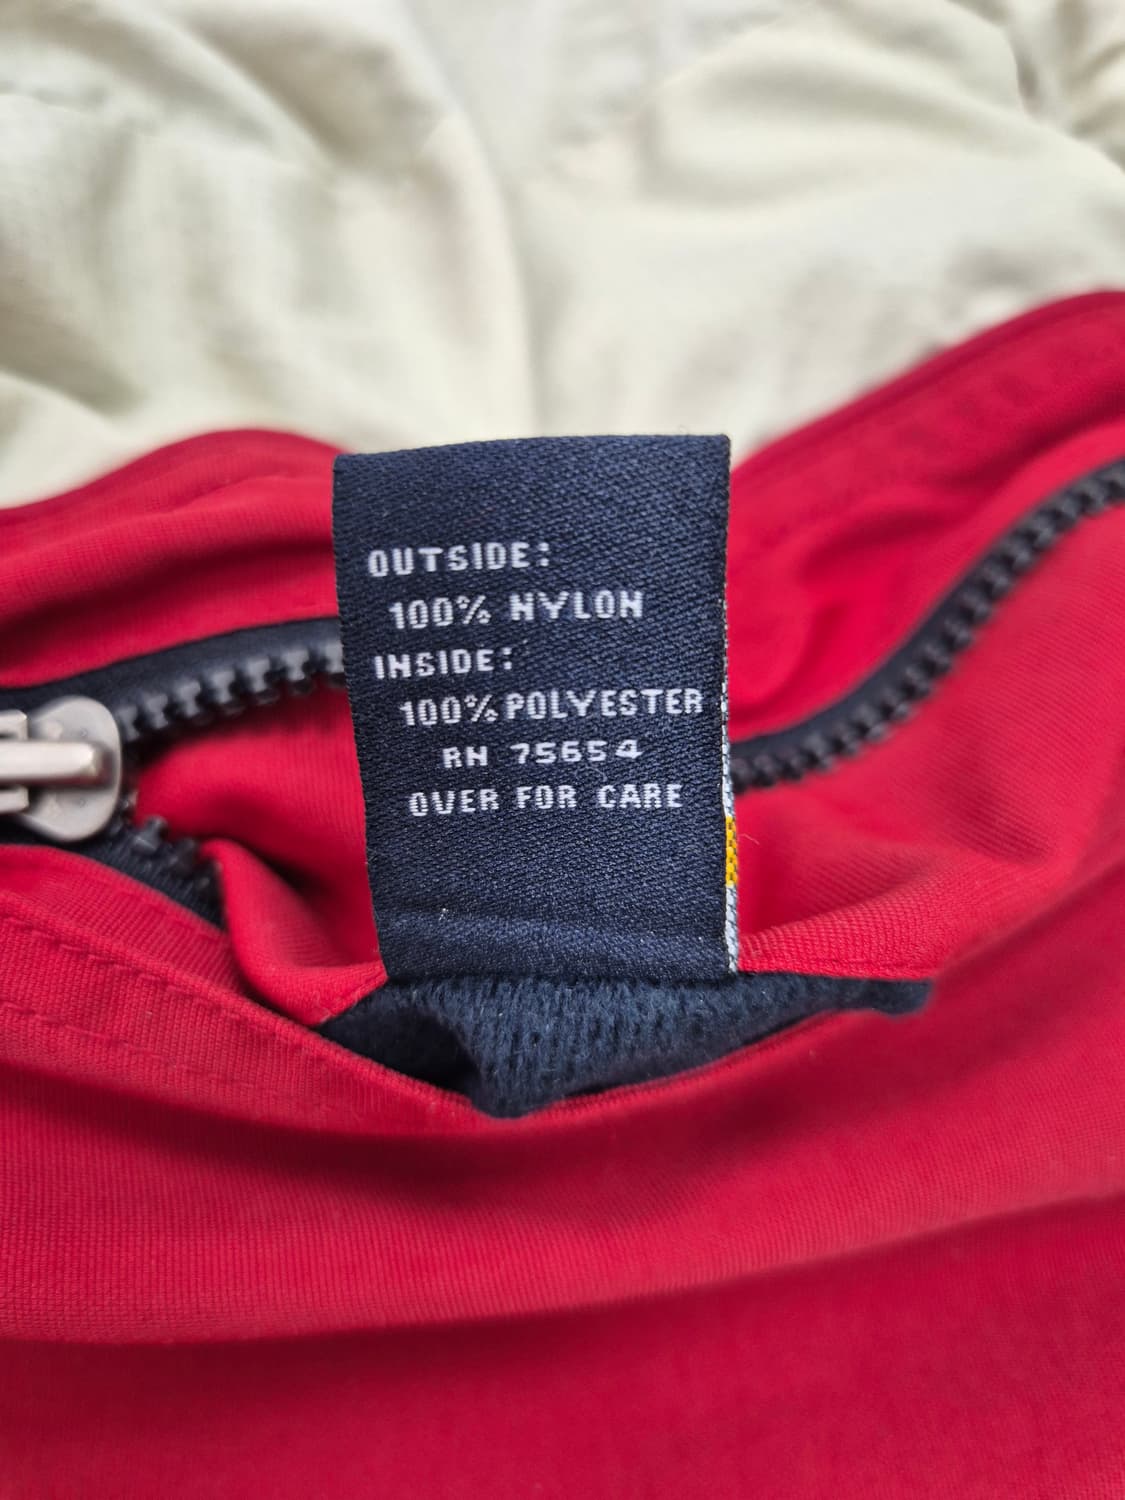 OUTSIDE:
100% NYLON
INSIDE:
100% POLYESTER
RN 75654
OVER FOR CARE